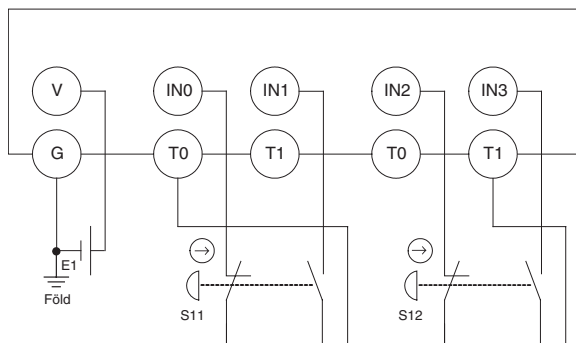 V IN0 IN1 IN2 IN3
G T0 T1 T0 T1
E1
Föld
S11 S12